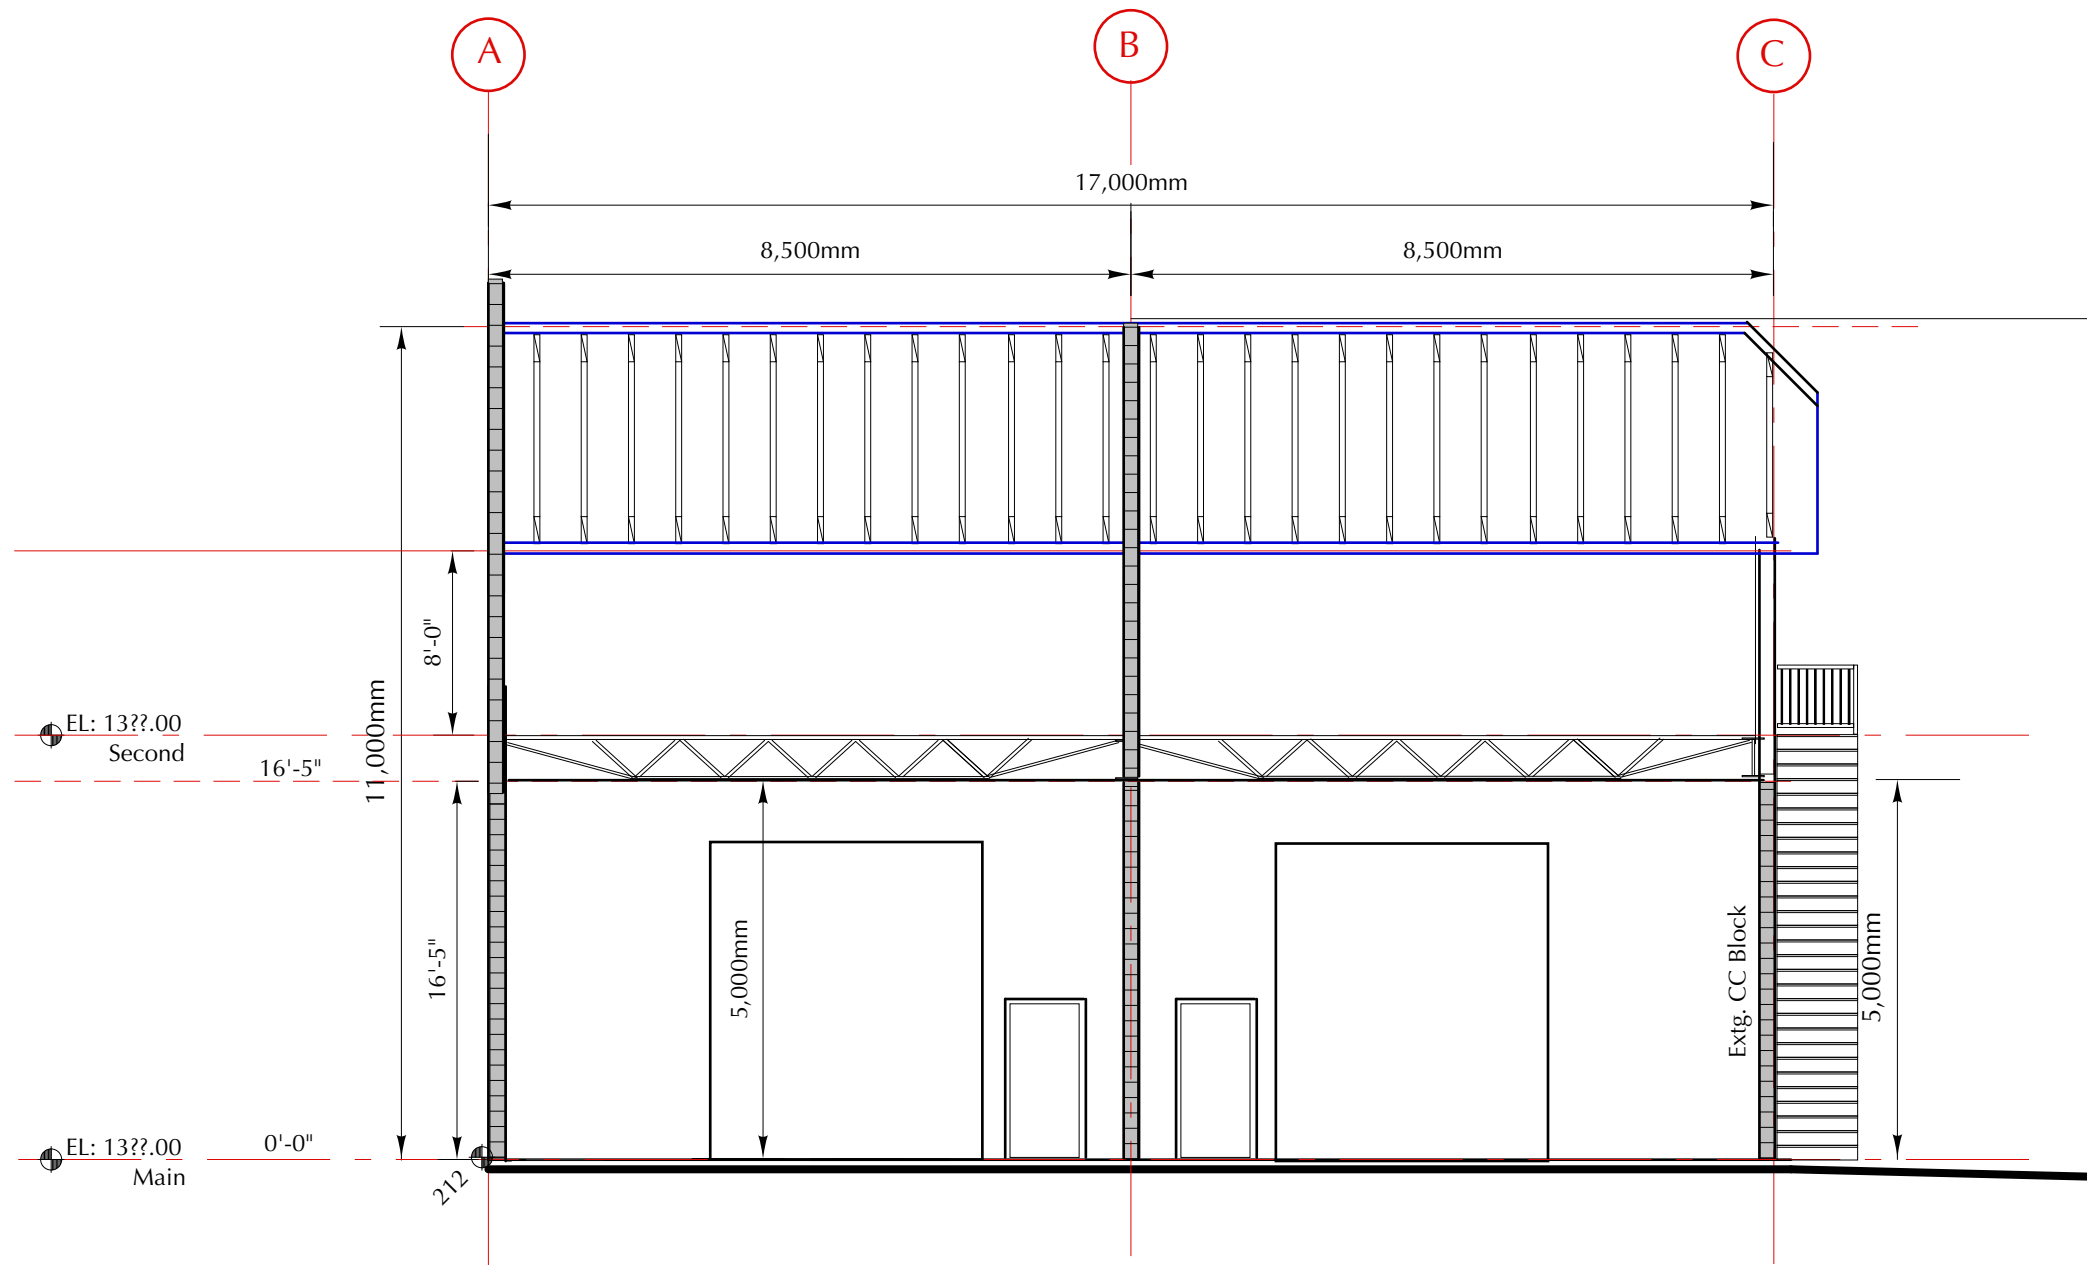 A
B
C
17,000mm
8,500mm
8,500mm
8'-0"
11,000mm
EL: 13??.00
Second
16'-5"
16'-5"
5,000mm
Extg. CC Block
5,000mm
EL: 13??.00
0'-0"
Main
212